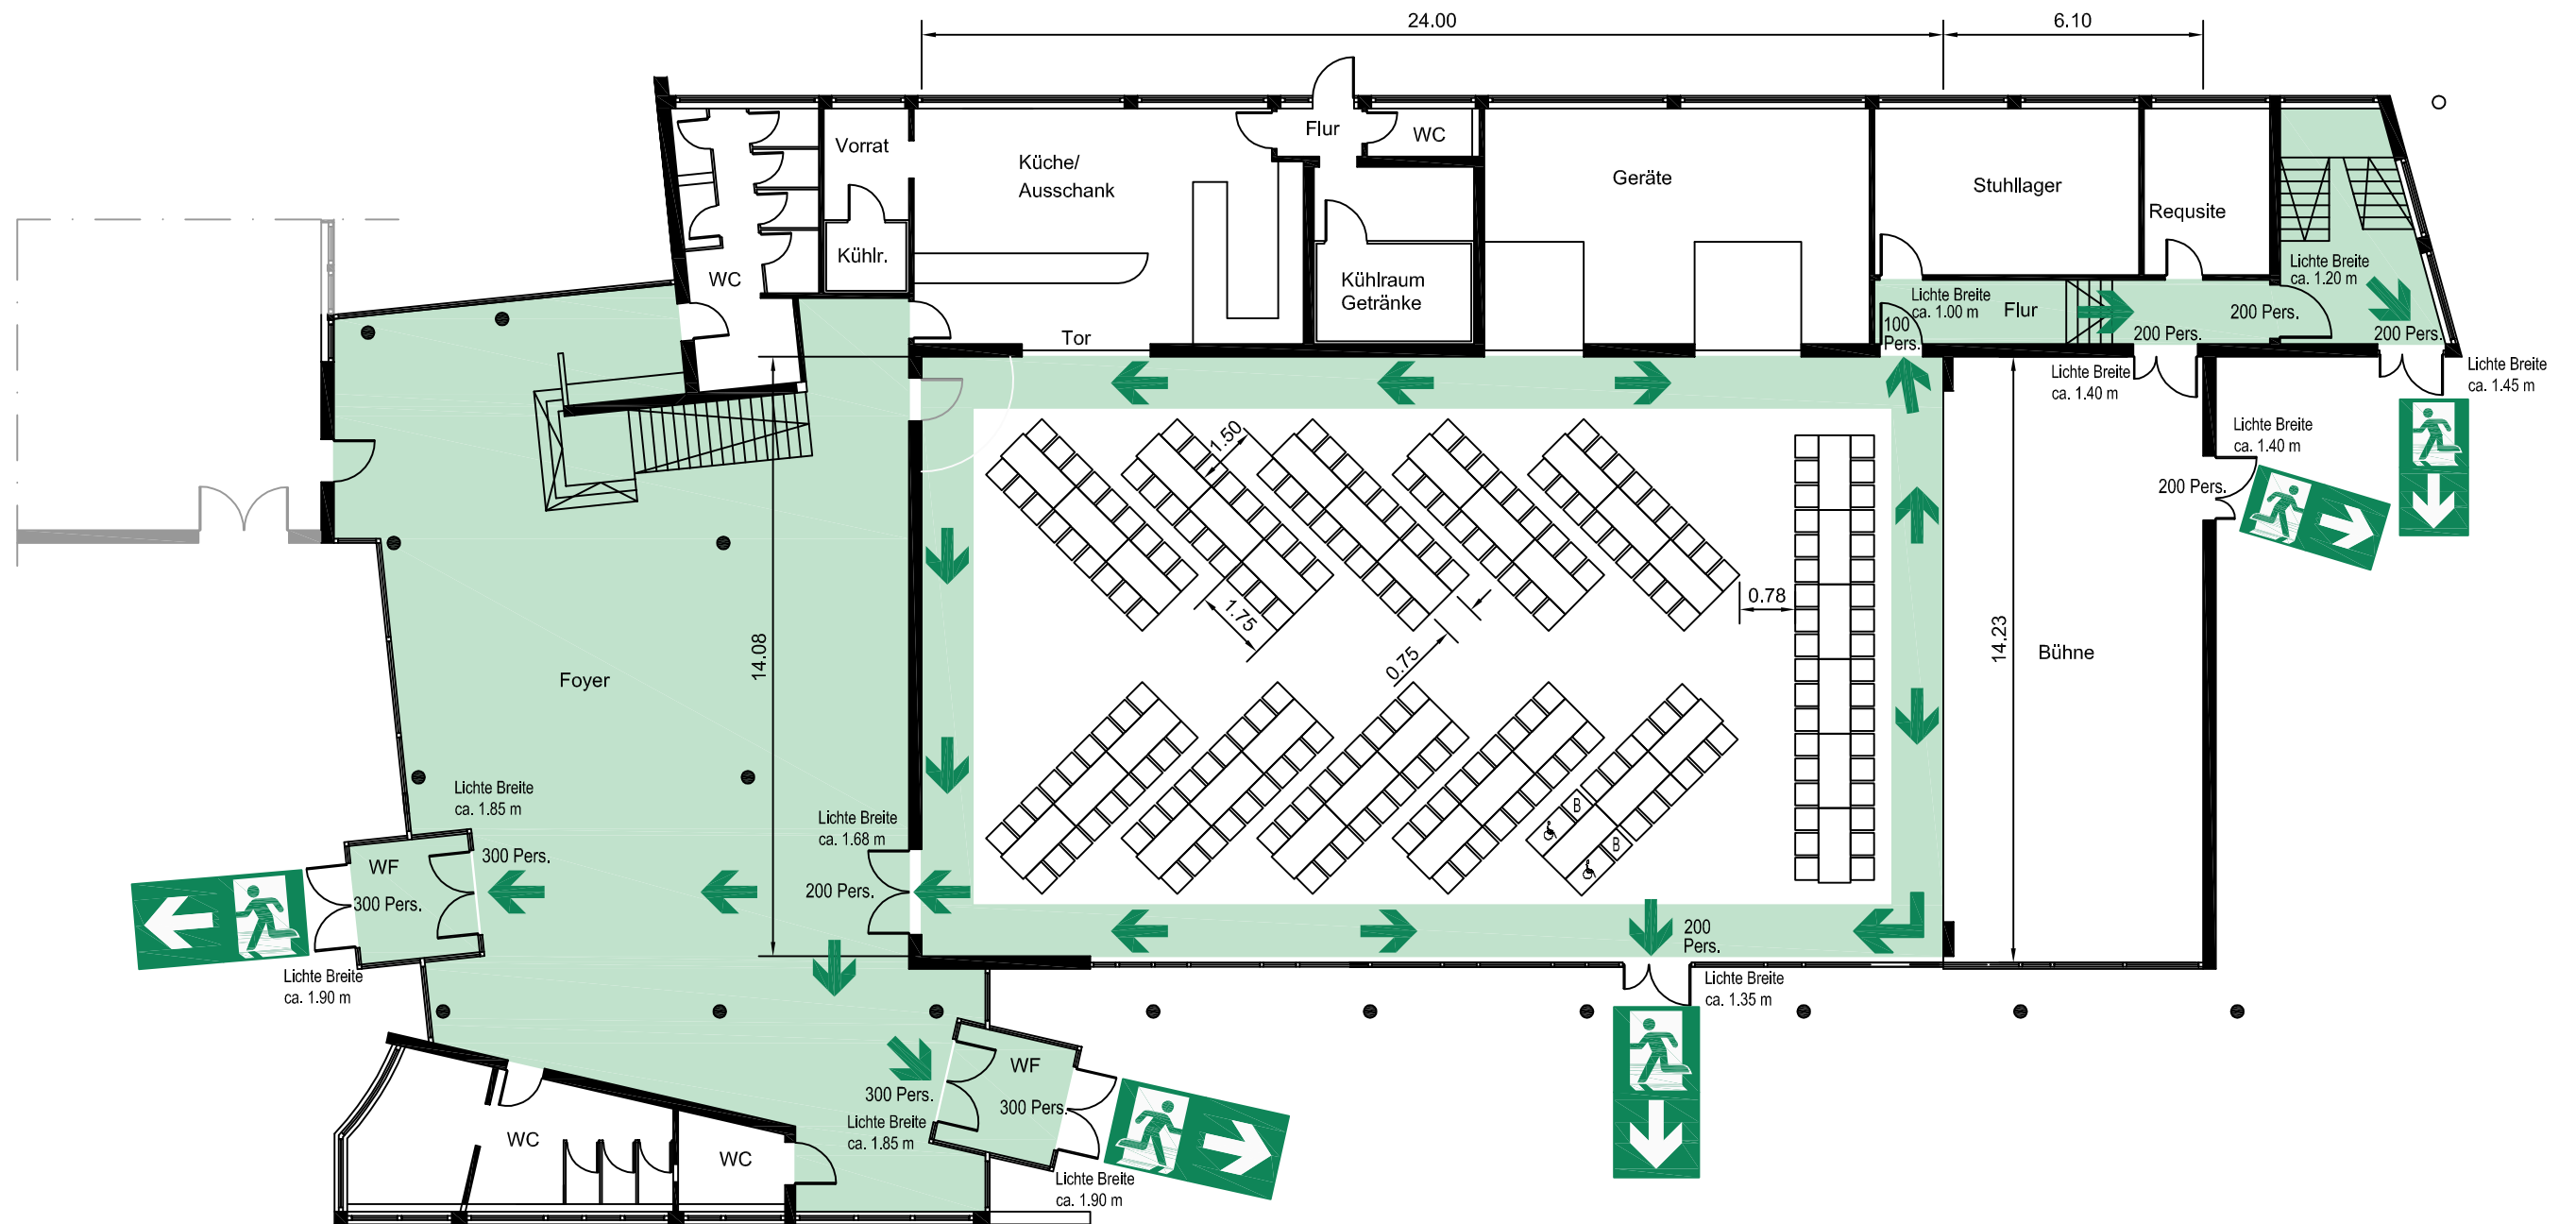 24.00
6.10
Vorrat
Küche/
Ausschank
Flur
WC
Geräte
Stuhllager
Requsite
Kühlr.
WC
Kühlraum
Getränke
Tor
Lichte Breite
ca. 1.00 m
Flur
100
Pers.
200 Pers.
200 Pers.
Lichte Breite
ca. 1.20 m
200 Pers.
Lichte Breite
ca. 1.45 m
Lichte Breite
ca. 1.40 m
Lichte Breite
ca. 1.40 m
200 Pers.
1.50
1.75
0.75
0.78
14.08
14.23
Bühne
Foyer
Lichte Breite
ca. 1.85 m
Lichte Breite
ca. 1.68 m
300 Pers.
WF
300 Pers.
200 Pers.
B
B
200
Pers.
Lichte Breite
ca. 1.90 m
Lichte Breite
ca. 1.35 m
WF
300 Pers.
300 Pers.
Lichte Breite
ca. 1.85 m
WC
WC
Lichte Breite
ca. 1.90 m